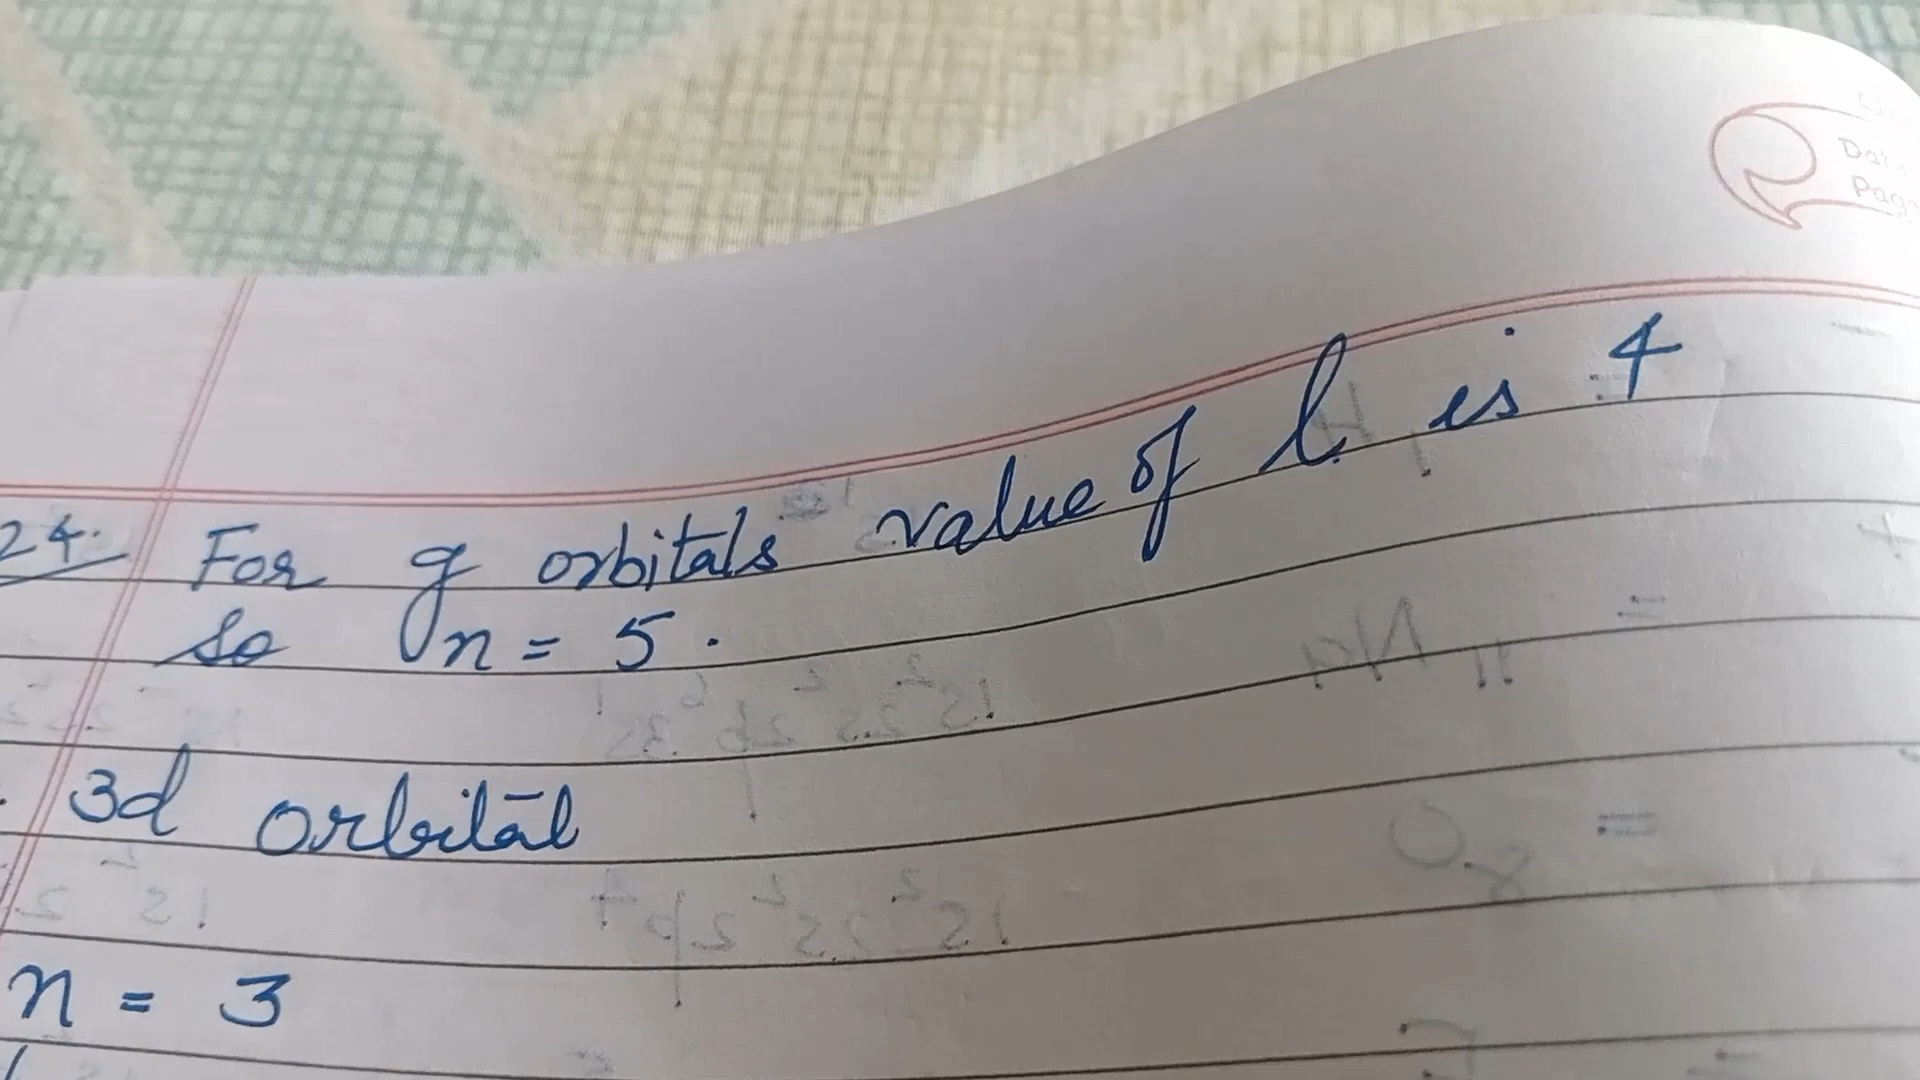 24. For g orbitals value of l is 4
So n = 5.
3d orbital
n = 3